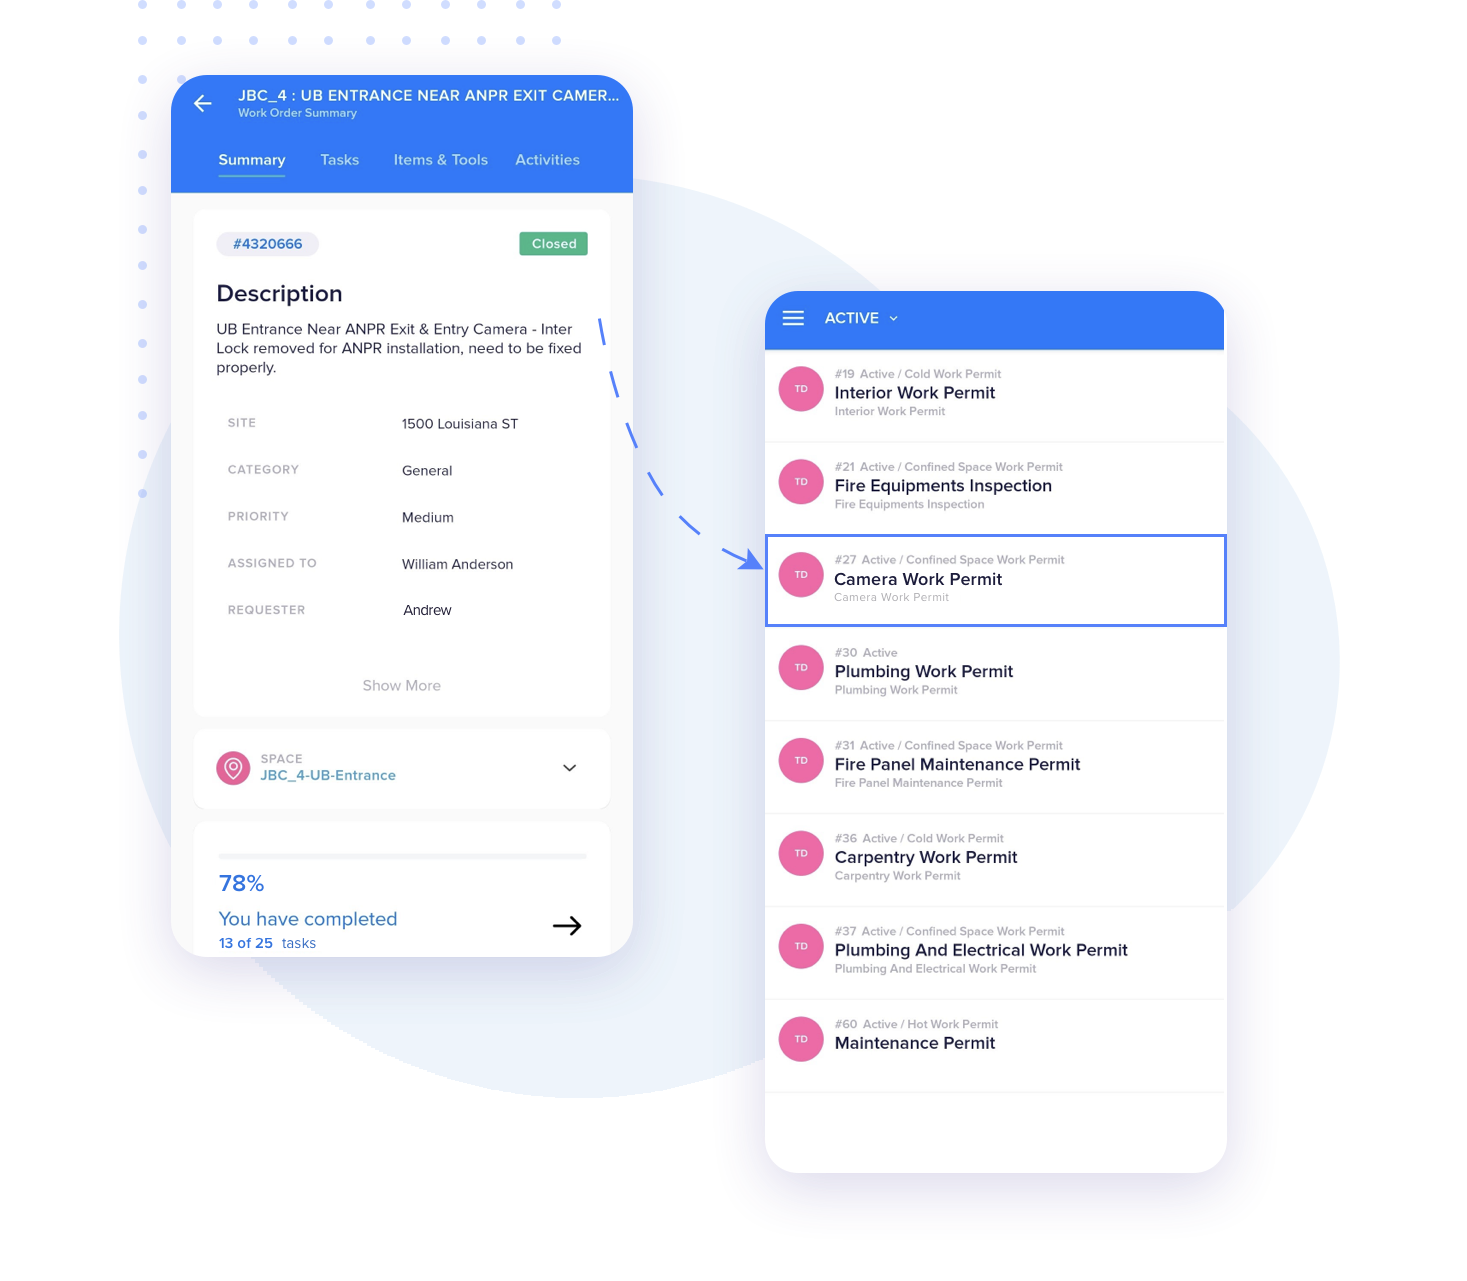 JBC_4 : UB ENTRANCE NEAR ANPR EXIT CAMER...
Work Order Summary
Summary Tasks Items & Tools Activities
#4320666 Closed
Description
UB Entrance Near ANPR Exit & Entry Camera - Inter
Lock removed for ANPR installation, need to be fixed
properly.
SITE 1500 Louisiana ST
CATEGORY General
PRIORITY Medium
ASSIGNED TO William Anderson
REQUESTER Andrew
Show More
SPACE
JBC_4-UB-Entrance
78%
You have completed
13 of 25 tasks
ACTIVE
#19 Active / Cold Work Permit
TD Interior Work Permit
Interior Work Permit
#21 Active / Confined Space Work Permit
TD Fire Equipments Inspection
Fire Equipments Inspection
#27 Active / Confined Space Work Permit
TD Camera Work Permit
Camera Work Permit
#30 Active
TD Plumbing Work Permit
Plumbing Work Permit
#31 Active / Confined Space Work Permit
TD Fire Panel Maintenance Permit
Fire Panel Maintenance Permit
#36 Active / Cold Work Permit
TD Carpentry Work Permit
Carpentry Work Permit
#37 Active / Confined Space Work Permit
TD Plumbing And Electrical Work Permit
Plumbing And Electrical Work Permit
#60 Active / Hot Work Permit
TD Maintenance Permit